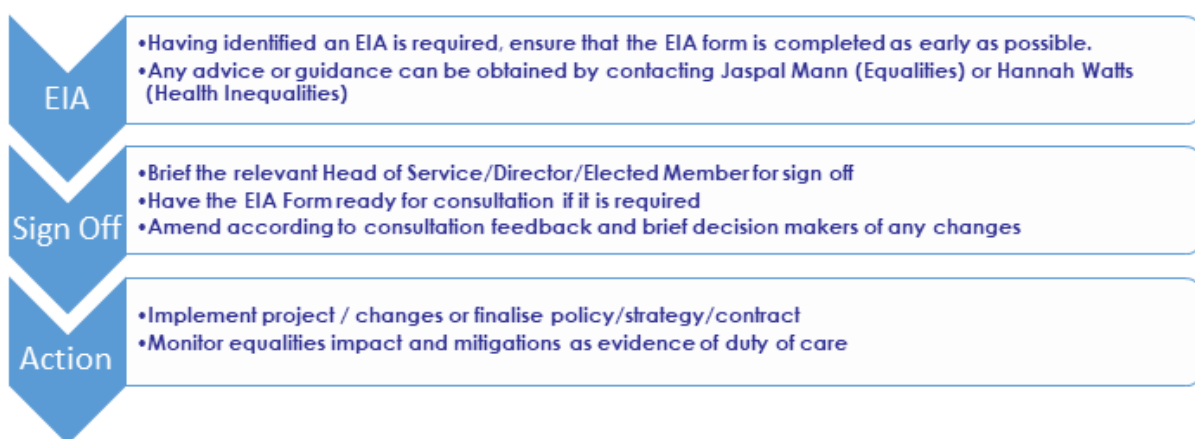 EIA
•Having identified an EIA is required, ensure that the EIA form is completed as early as possible.
•Any advice or guidance can be obtained by contacting Jaspal Mann (Equalities) or Hannah Watts
(Health Inequalities)
Sign Off
•Brief the relevant Head of Service/Director/Elected Member for sign off
•Have the EIA Form ready for consultation if it is required
•Amend according to consultation feedback and brief decision makers of any changes
Action
•Implement project / changes or finalise policy/strategy/contract
•Monitor equalities impact and mitigations as evidence of duty of care